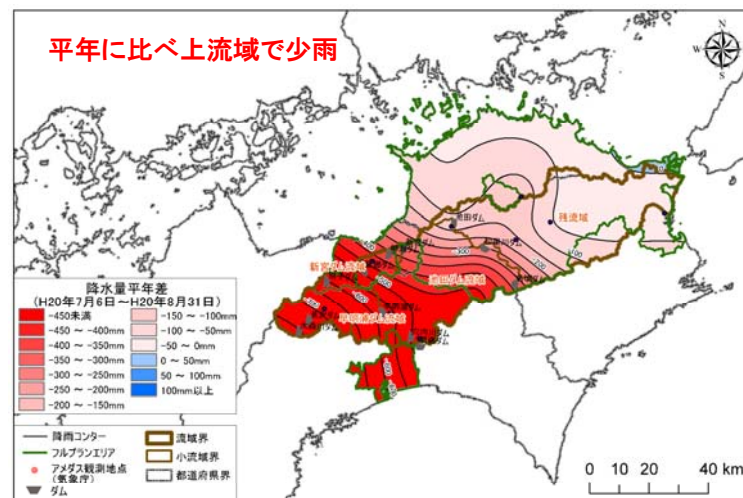 平年に比べ上流域で少雨
N
W
E
S
池田ダム
残流域
新宮ダム流域
池田ダム流域
早明浦ダム流域
-300
-200
-100
降水量平年差
(H20年7月6日～H20年8月31日)
-450未満
-450 ～ -400mm
-400 ～ -350mm
-350 ～ -300mm
-300 ～ -250mm
-250 ～ -200mm
-200 ～ -150mm
-150 ～ -100mm
-100 ～ -50mm
-50 ～ 0mm
0 ～ 50mm
50 ～ 100mm
100mm以上
降雨コンター
フルプランエリア
アメダス観測地点
(気象庁)
ダム
流域界
小流域界
都道府県界
0 10 20 40 km